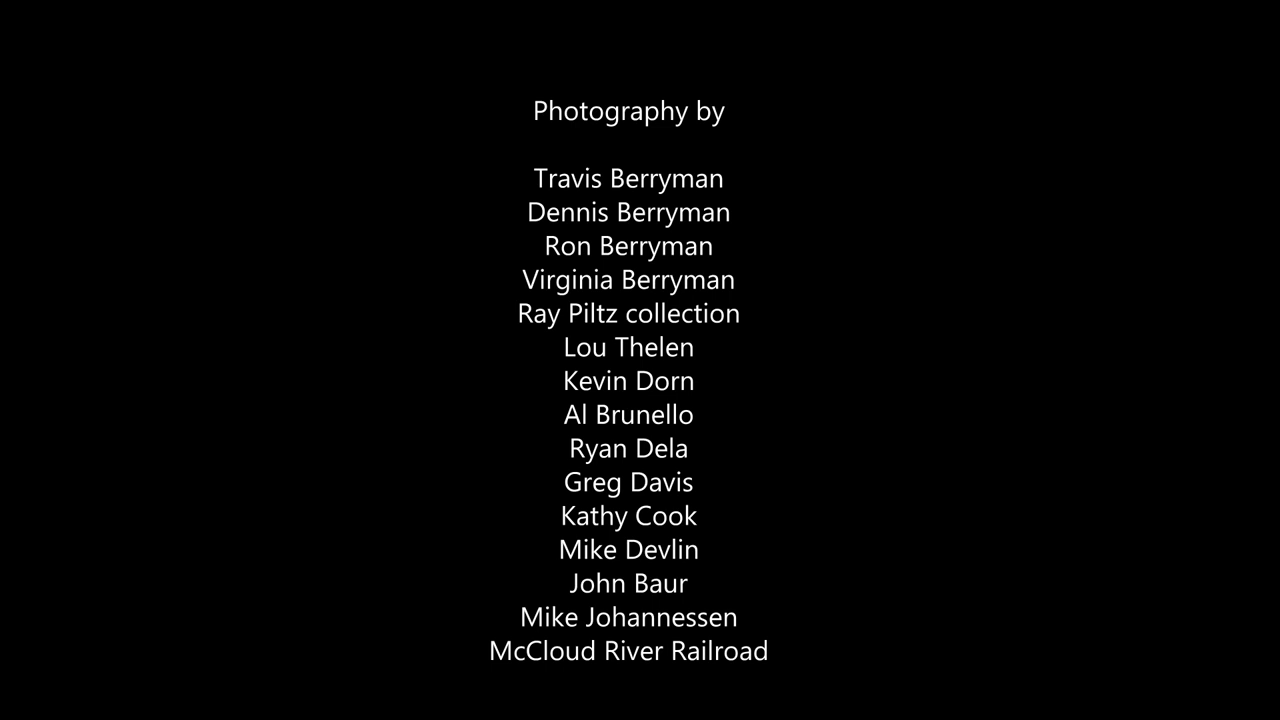 Photography by
Travis Berryman
Dennis Berryman
Ron Berryman
Virginia Berryman
Ray Piltz collection
Lou Thelen
Kevin Dorn
Al Brunello
Ryan Dela
Greg Davis
Kathy Cook
Mike Devlin
John Baur
Mike Johannessen
McCloud River Railroad